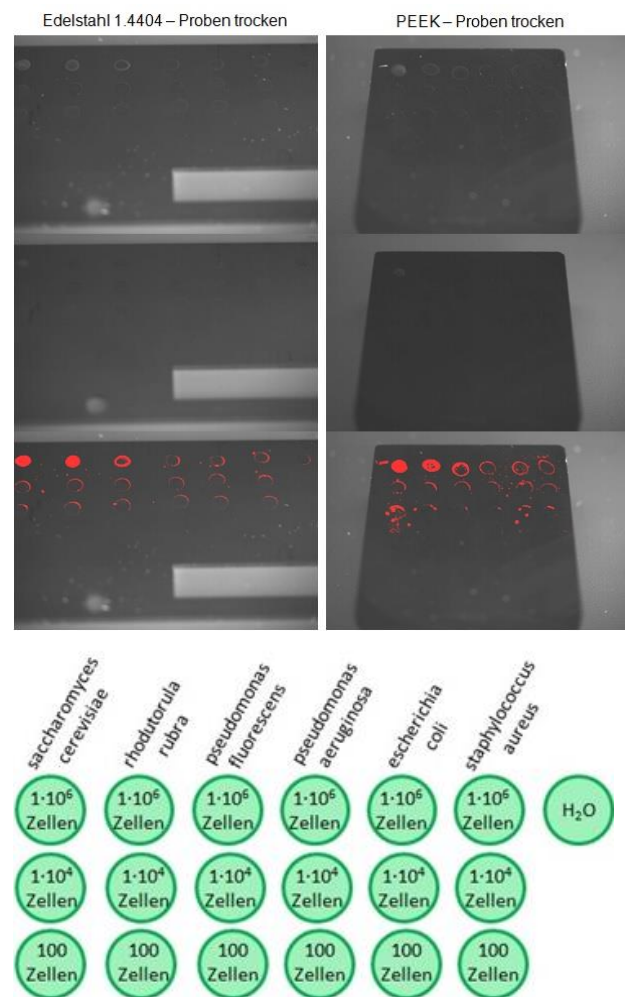 Edelstahl 1.4404 – Proben trocken
PEEK – Proben trocken
saccharomyces
cerevisiae
rhodutorula
rubra
pseudomonas
fluorescens
pseudomonas
aeruginosa
escherichia
coli
staphylococcus
aureus
1·10⁶
Zellen
1·10⁶
Zellen
1·10⁶
Zellen
1·10⁶
Zellen
1·10⁶
Zellen
1·10⁶
Zellen
H₂O
1·10⁴
Zellen
1·10⁴
Zellen
1·10⁴
Zellen
1·10⁴
Zellen
1·10⁴
Zellen
1·10⁴
Zellen
100
Zellen
100
Zellen
100
Zellen
100
Zellen
100
Zellen
100
Zellen